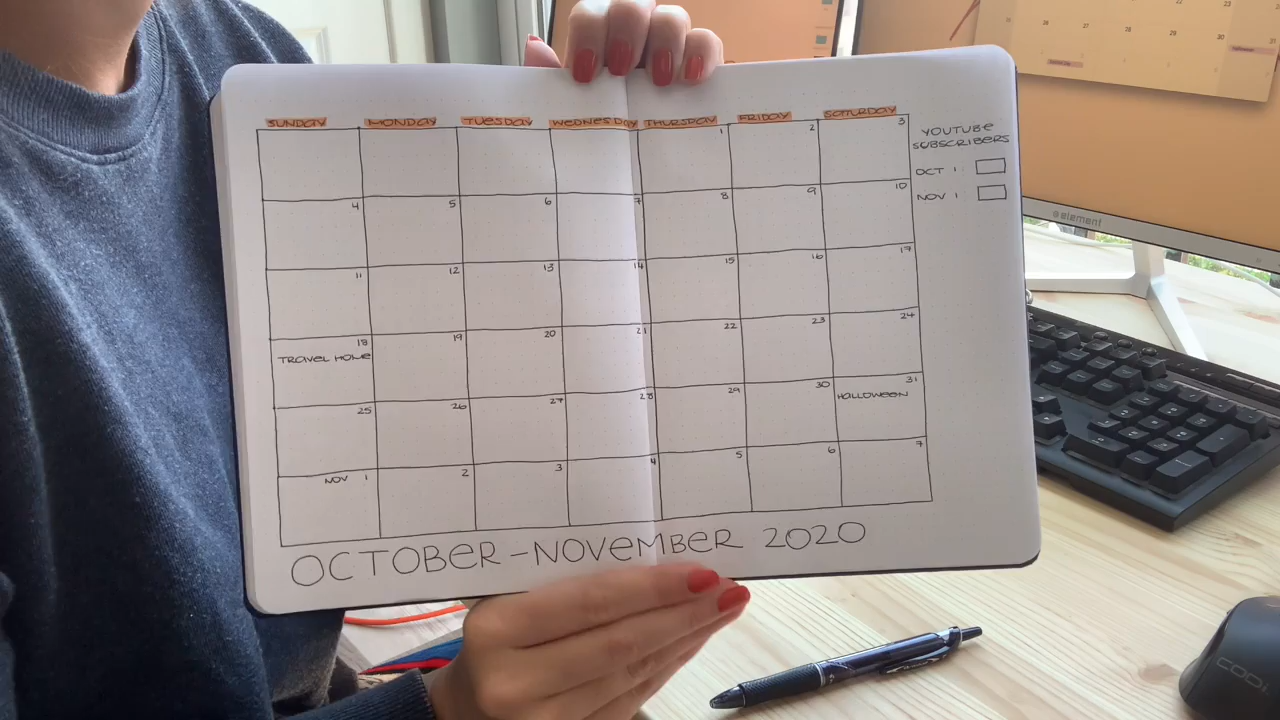 SUNDAY MONDAY TUESDAY WEDNESDAY THURSDAY FRIDAY SATURDAY
1 2 3
4 5 6 7 8 9 10
11 12 13 14 15 16 17
18 19 20 21 22 23 24
TRAVEL HOME
25 26 27 28 29 30 31
HALLOWEEN
NOV 1 2 3 4 5 6 7
OCTOBER-NOVEMBER 2020
YOUTUBE
SUBSCRIBERS
OCT 1:
NOV 1
element